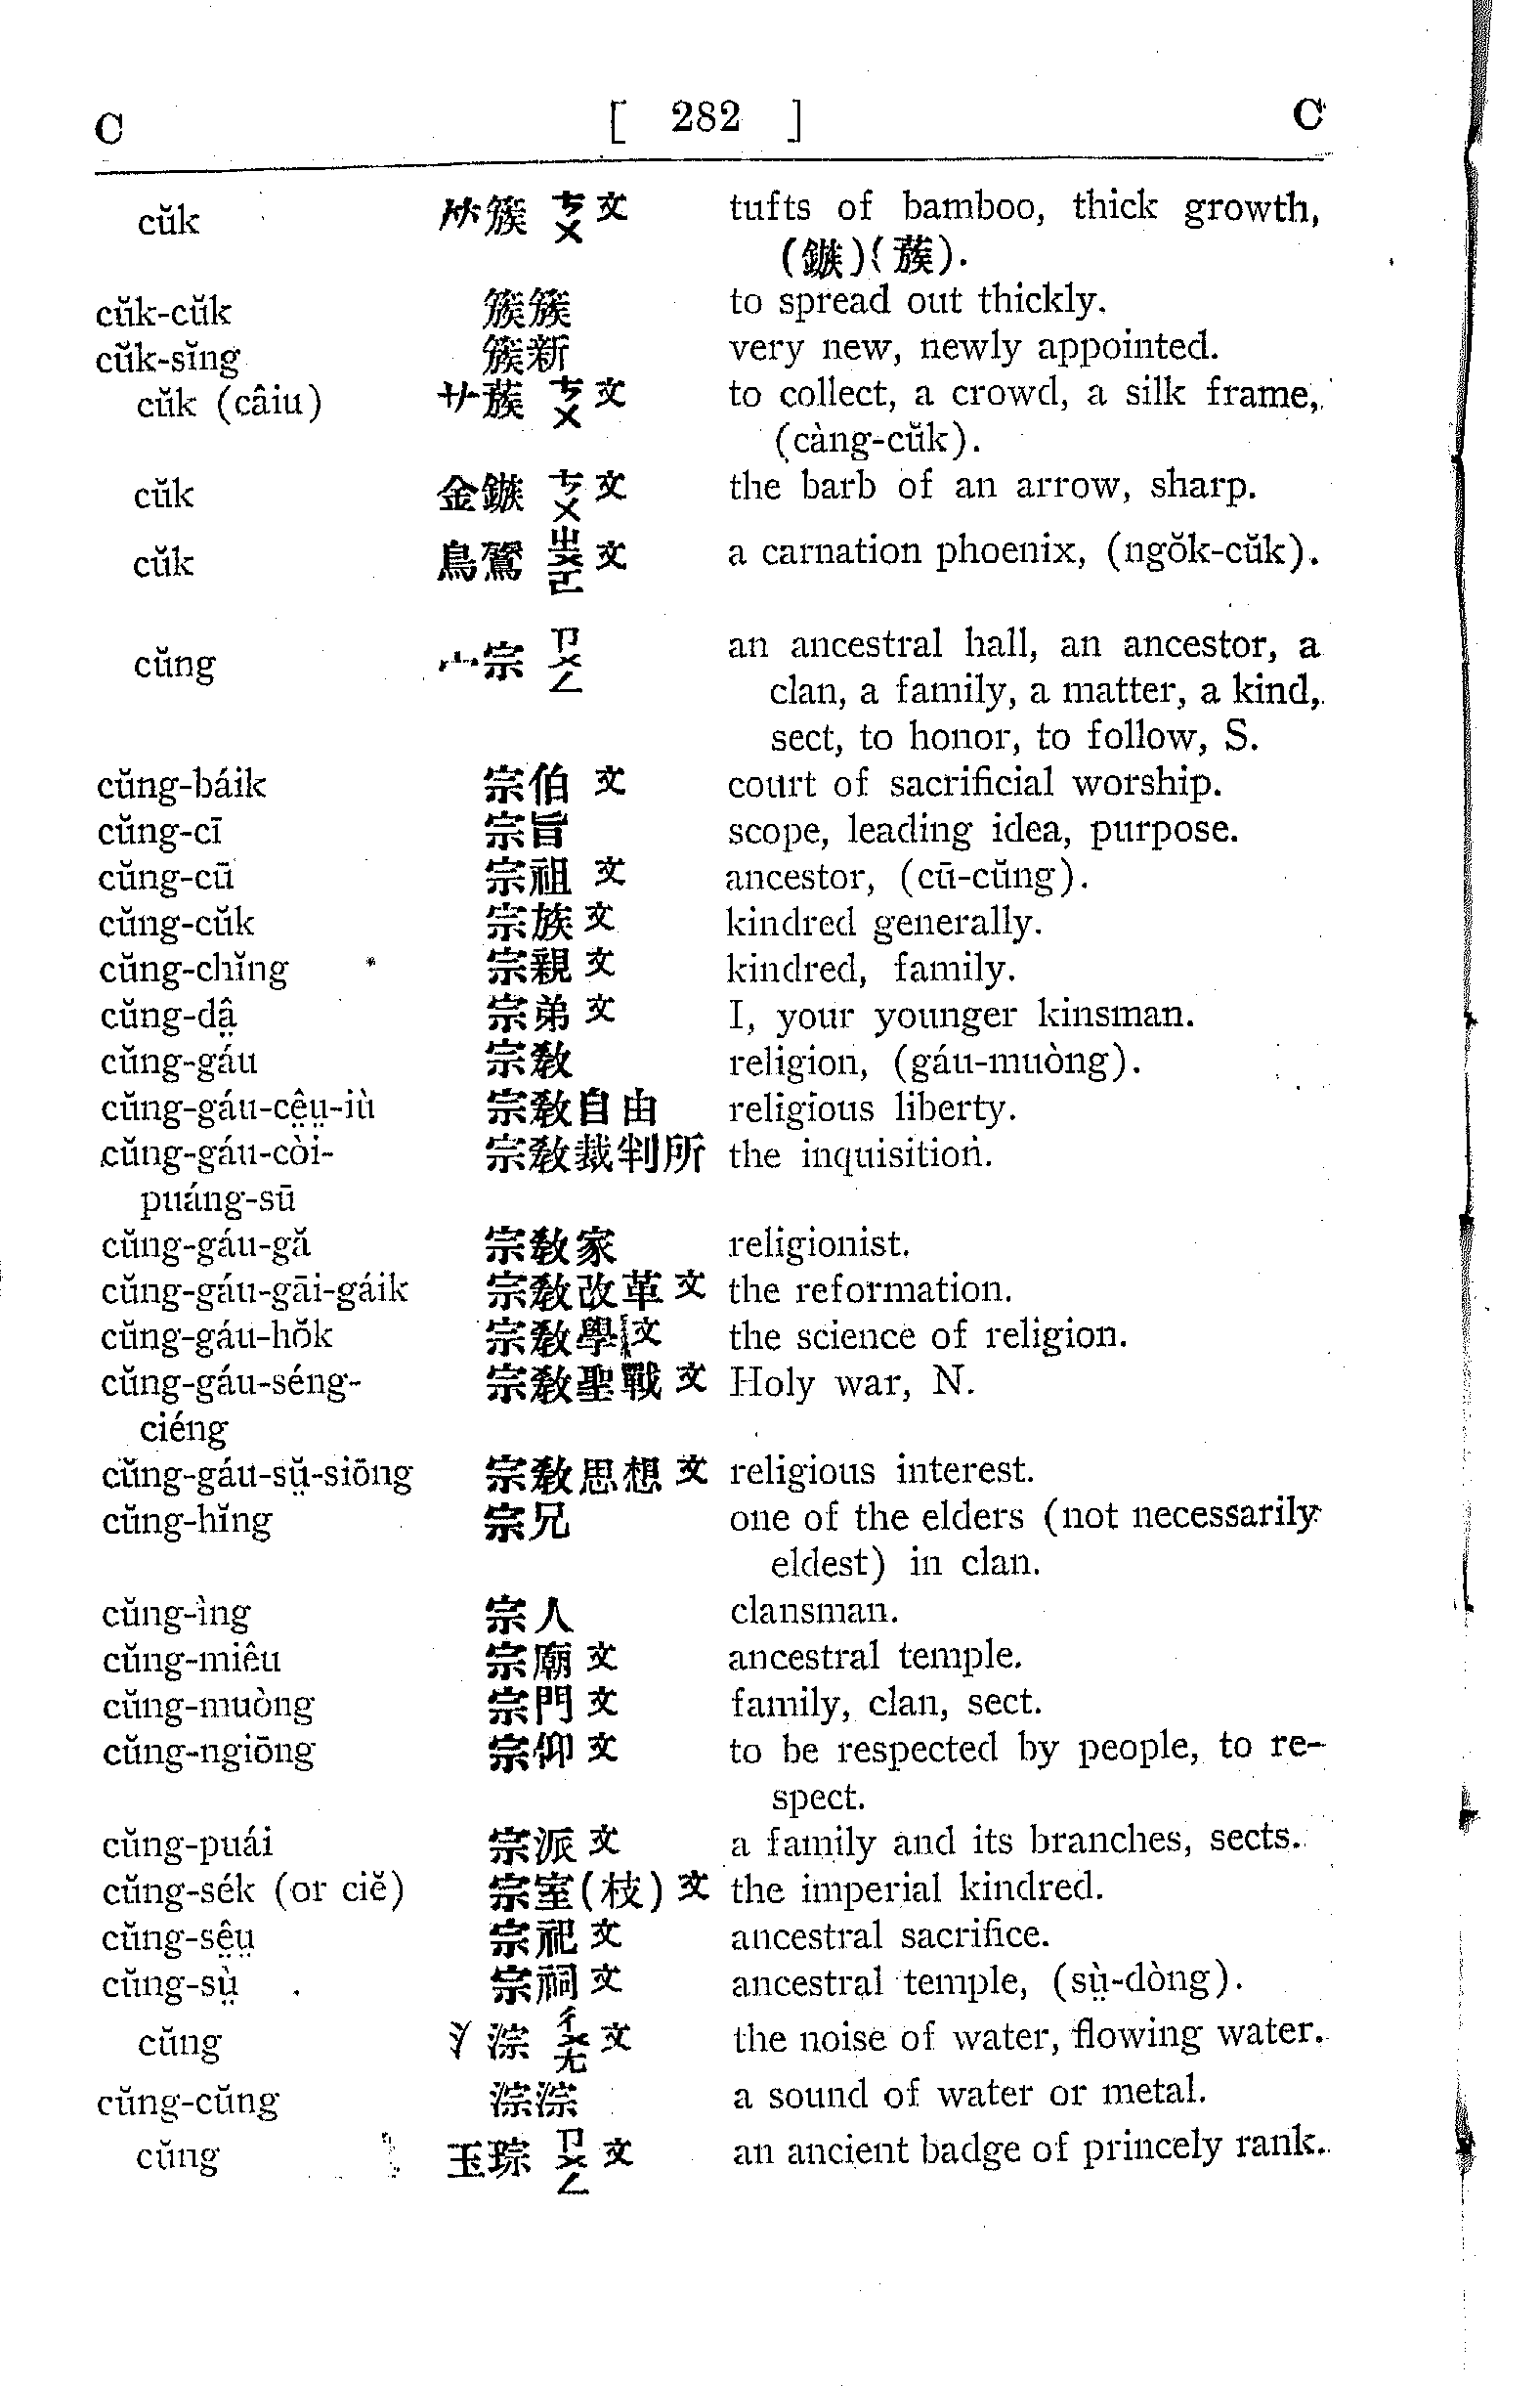 C [ 282 ] C
cŭk 𥫗簇 ㄘㄨ 文 tufts of bamboo, thick growth,
(鏃)(蔟).
cŭk-cŭk 簇簇 to spread out thickly.
cŭk-sĭng 簇新 very new, newly appointed.
cŭk (câiu) 艹蔟 ㄘㄨ 文 to collect, a crowd, a silk frame,
(càng-cŭk).
cŭk 金鏃 ㄘㄨ 文 the barb of an arrow, sharp.
cŭk 鳥鷟 ㄓㄨㄛ 文 a carnation phoenix, (ngŏk-cŭk).
cŭng 宀宗 ㄗㄨㄥ an ancestral hall, an ancestor, a
clan, a family, a matter, a kind,
sect, to honor, to follow, S.
cŭng-báik 宗伯 文 court of sacrificial worship.
cŭng-cī 宗旨 scope, leading idea, purpose.
cŭng-cū 宗祖 文 ancestor, (cū-cŭng).
cŭng-cŭk 宗族 文 kindred generally.
cŭng-chĭng 宗親 文 kindred, family.
cŭng-dâ̤ 宗弟 文 I, your younger kinsman.
cŭng-gáu 宗教 religion, (gáu-muòng).
cŭng-gáu-cê̤ṳ-iù 宗教自由 religious liberty.
cŭng-gáu-còi- 宗教裁判所 the inquisition.
puáng-sū
cŭng-gáu-gă 宗教家 religionist.
cŭng-gáu-gāi-gáik 宗教改革 文 the reformation.
cŭng-gáu-hŏk 宗教學 文 the science of religion.
cŭng-gáu-séng- 宗教聖戰 文 Holy war, N.
ciéng
cŭng-gáu-sṳ̆-siōng 宗教思想 文 religious interest.
cŭng-hĭng 宗兄 one of the elders (not necessarily
eldest) in clan.
cŭng-ìng 宗人 clansman.
cŭng-miêu 宗廟 文 ancestral temple.
cŭng-muòng 宗門 文 family, clan, sect.
cŭng-ngiōng 宗仰 文 to be respected by people, to re-
spect.
cŭng-puái 宗派 文 a family and its branches, sects.
cŭng-sék (or ciĕ) 宗室(枝) 文 the imperial kindred.
cŭng-sê̤ṳ 宗祀 文 ancestral sacrifice.
cŭng-sṳ̀ 宗祠 文 ancestral temple, (sṳ̀-dòng).
cŭng 氵淙 ㄔㄨㄤ 文 the noise of water, flowing water.
cŭng-cŭng 淙淙 a sound of water or metal.
cŭng 玉琮 ㄗㄨㄥ 文 an ancient badge of princely rank.